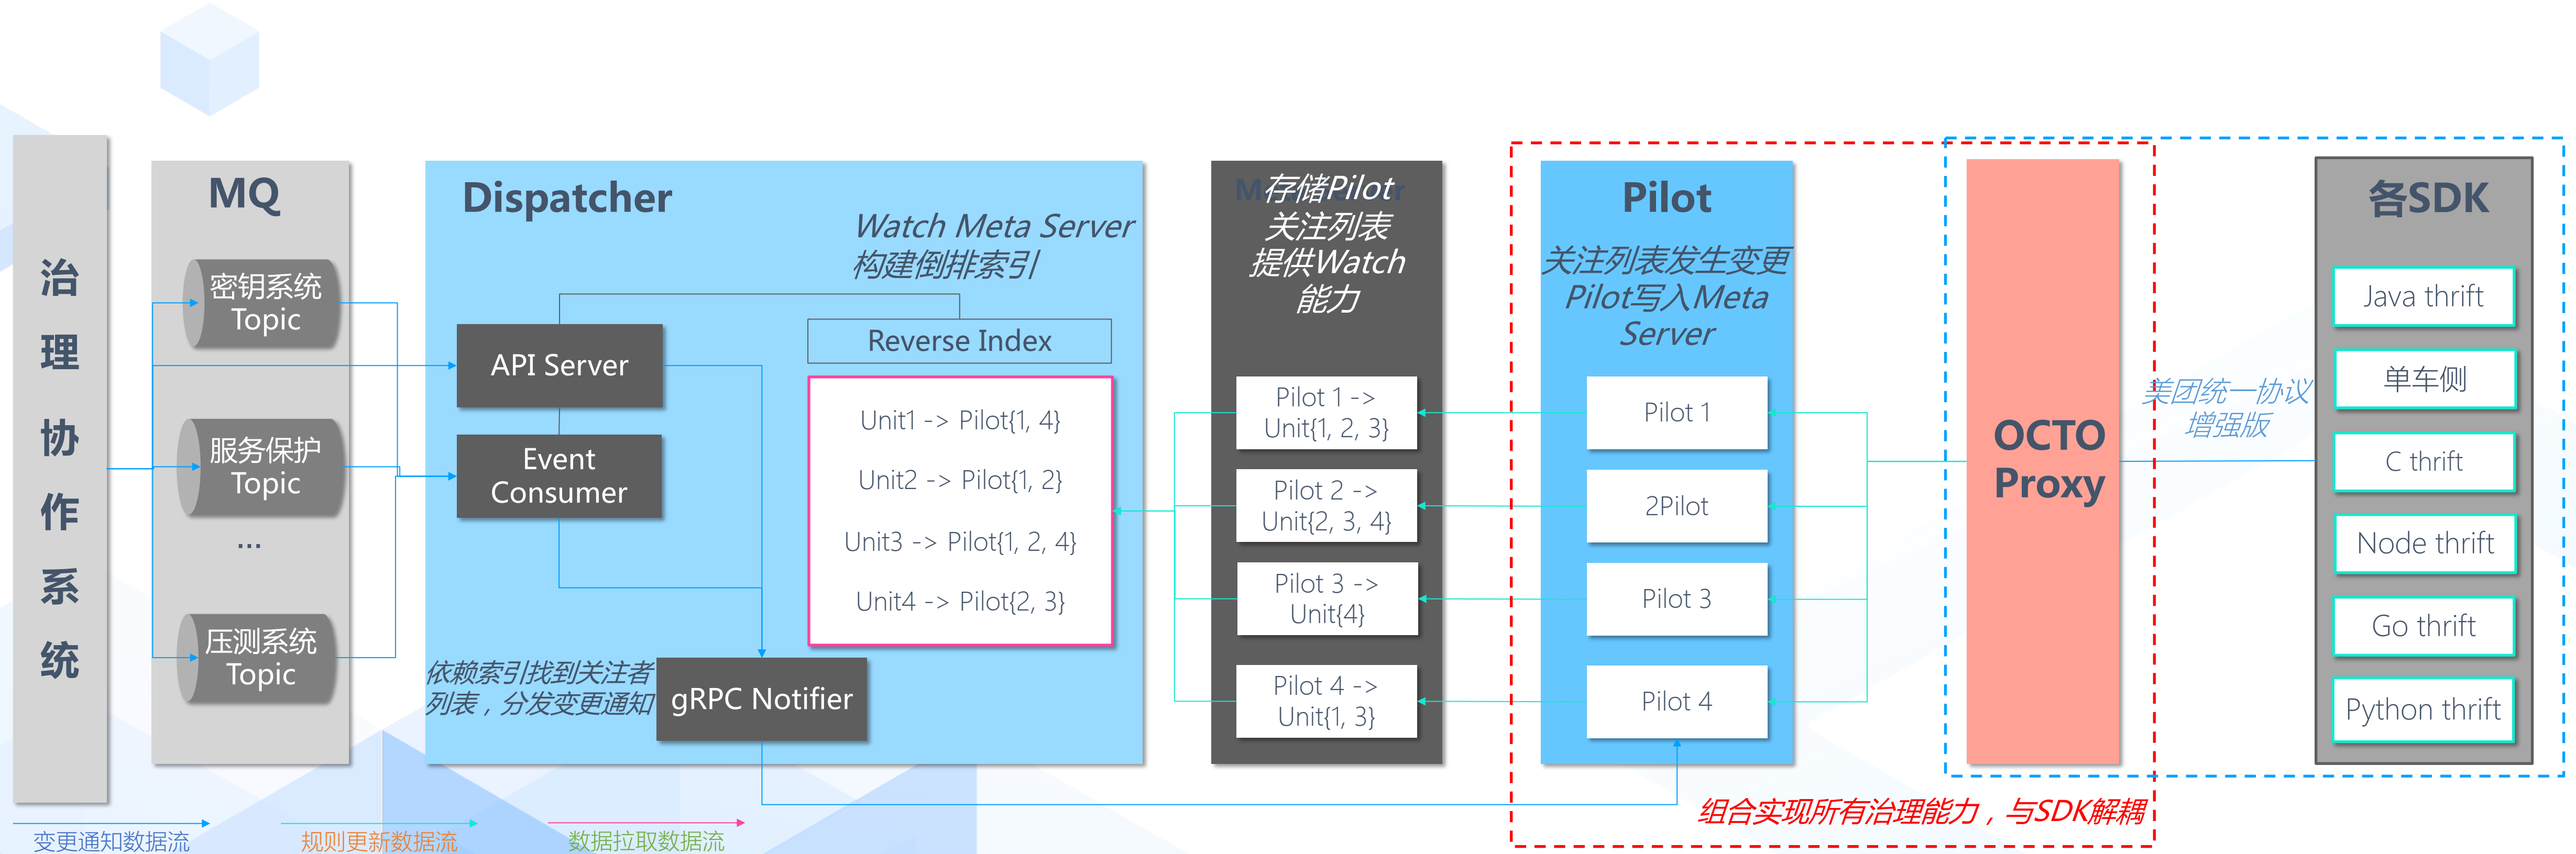 治
理
协
作
系
统
MQ
密钥系统
Topic
服务保护
Topic
...
压测系统
Topic
Dispatcher
Watch Meta Server
构建倒排索引
API Server
Reverse Index
Event
Consumer
Unit1 -> Pilot{1, 4}
Unit2 -> Pilot{1, 2}
Unit3 -> Pilot{1, 2, 4}
Unit4 -> Pilot{2, 3}
依赖索引找到关注者
列表，分发变更通知
gRPC Notifier
存储Pilot
关注列表
提供Watch
能力
Pilot 1 ->
Unit{1, 2, 3}
Pilot 2 ->
Unit{2, 3, 4}
Pilot 3 ->
Unit{4}
Pilot 4 ->
Unit{1, 3}
Pilot
关注列表发生变更
Pilot写入Meta
Server
Pilot 1
2Pilot
Pilot 3
Pilot 4
OCTO
Proxy
美团统一协议
增强版
各SDK
Java thrift
单车侧
C thrift
Node thrift
Go thrift
Python thrift
组合实现所有治理能力，与SDK解耦
变更通知数据流
规则更新数据流
数据拉取数据流